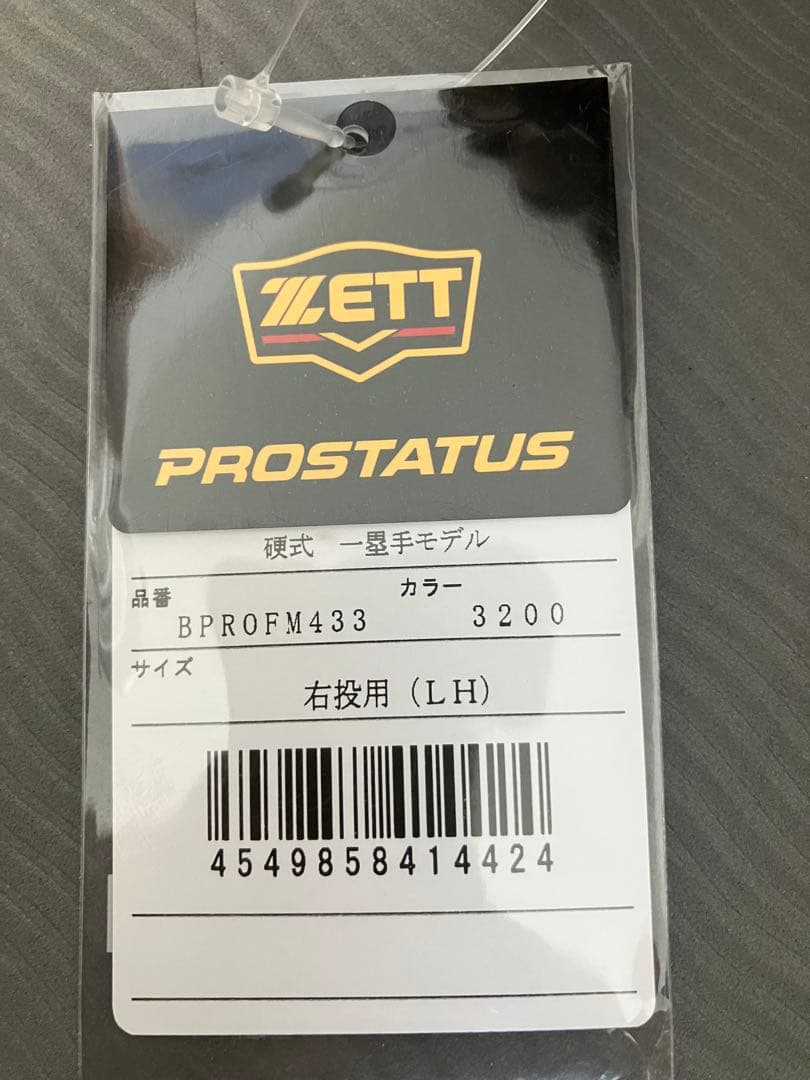 ZETT
PROSTATUS
硬式 一塁手モデル
品番 カラー
BPROFM433 3200
サイズ
右投用（LH）
4549858414424